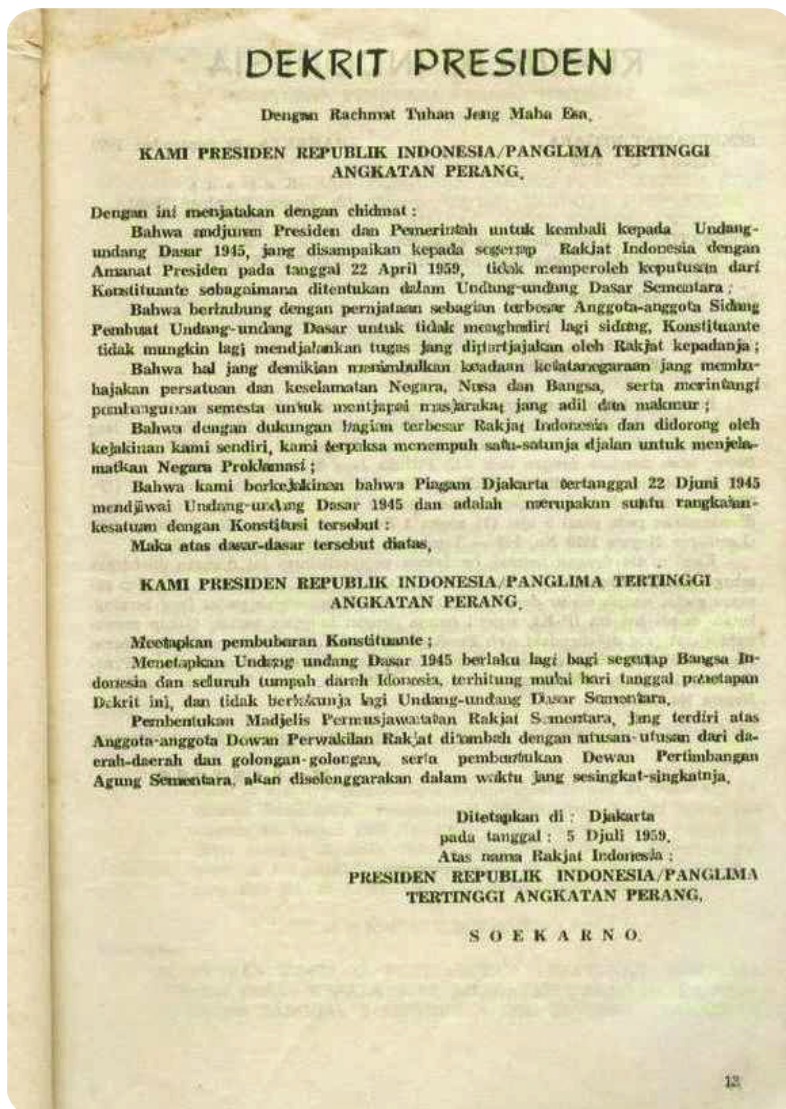 DEKRIT PRESIDEN
Dengan Rachmat Tuhan Jang Maha Esa,
KAMI PRESIDEN REPUBLIK INDONESIA/PANGLIMA TERTINGGI
ANGKATAN PERANG,
Dengan ini menjatakan dengan chidmat :
Bahwa andjuran Presiden dan Pemerintah untuk kembali kepada Undang-
undang Dasar 1945, jang disampaikan kepada segenap Rakjat Indonesia dengan
Amanat Presiden pada tanggal 22 April 1959, tidak memperoleh keputusan dari
Konstituante sebagaimana ditentukan dalam Undang-undang Dasar Sementara ;
Bahwa berhubung dengan pernjataan sebagian terbesar Anggota-anggota Sidang
Pembuat Undang-undang Dasar untuk tidak menghadiri lagi sidang, Konstituante
tidak mungkin lagi mendjalankan tugas jang dipertjajakan oleh Rakjat kepadanja ;
Bahwa hal jang demikian menimbulkan keadaan ketatanegaraan jang memba-
hajakan persatuan dan keselamatan Negara, Nusa dan Bangsa, serta merintangi
pembangunan semesta untuk mentjapai masjarakat jang adil dan makmur ;
Bahwa dengan dukungan bagian terbesar Rakjat Indonesia dan didorong oleh
kejakinan kami sendiri, kami terpaksa menempuh satu-satunja djalan untuk menjela-
matkan Negara Proklamasi ;
Bahwa kami berkejakinan bahwa Piagam Djakarta tertanggal 22 Djuni 1945
mendjiwai Undang-undang Dasar 1945 dan adalah merupakan suatu rangkaian-
kesatuan dengan Konstitusi tersebut :
Maka atas dasar-dasar tersebut diatas,
KAMI PRESIDEN REPUBLIK INDONESIA/PANGLIMA TERTINGGI
ANGKATAN PERANG,
Menetapkan pembubaran Konstituante ;
Menetapkan Undang undang Dasar 1945 berlaku lagi bagi segenap Bangsa In-
donesia dan seluruh tumpah darah Idonesia, terhitung mulai hari tanggal penetapan
Dekrit ini, dan tidak berlakunja lagi Undang-undang Dasar Sementara.
Pembentukan Madjelis Permusjawaratan Rakjat Sementara, jang terdiri atas
Anggota-anggota Dewan Perwakilan Rakjat ditambah dengan utusan-utusan dari da-
erah-daerah dan golongan-golongan, serta pembentukan Dewan Pertimbangan
Agung Sementara, akan diselenggarakan dalam waktu jang sesingkat-singkatnja.
Ditetapkan di : Djakarta
pada tanggal : 5 Djuli 1959.
Atas nama Rakjat Indonesia ;
PRESIDEN REPUBLIK INDONESIA/PANGLIMA
TERTINGGI ANGKATAN PERANG,
S O E K A R N O.